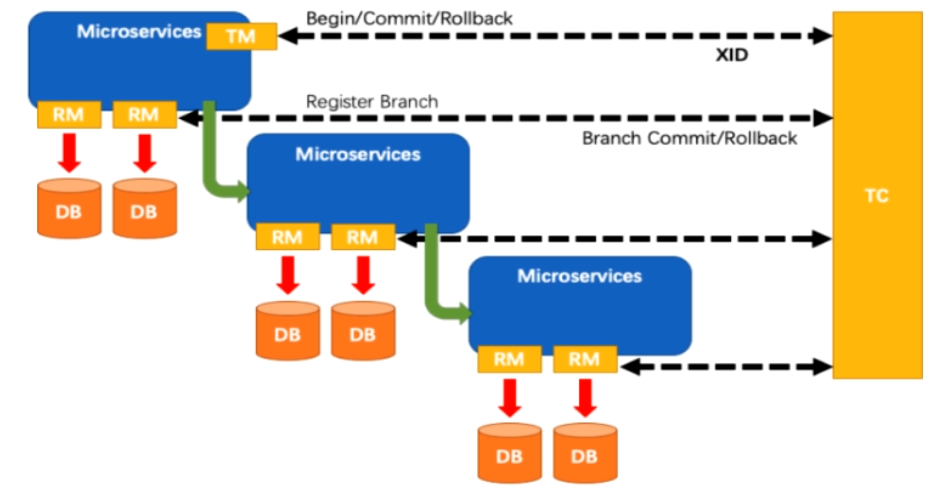 Begin/Commit/Rollback
Microservices
TM
XID
Register Branch
RM
RM
Branch Commit/Rollback
Microservices
TC
DB
DB
RM
RM
Microservices
DB
DB
RM
RM
DB
DB